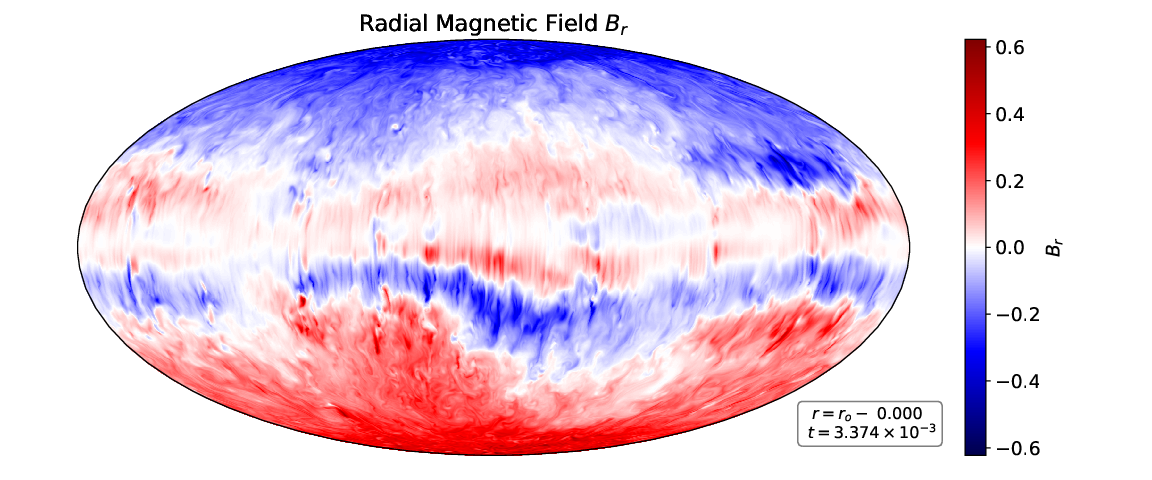 Radial Magnetic Field $B_r$
0.6
0.4
0.2
0.0
−0.2
−0.4
−0.6
$B_r$
$r = r_o - $ 0.000
$t = 3.374 \times 10^{-3}$